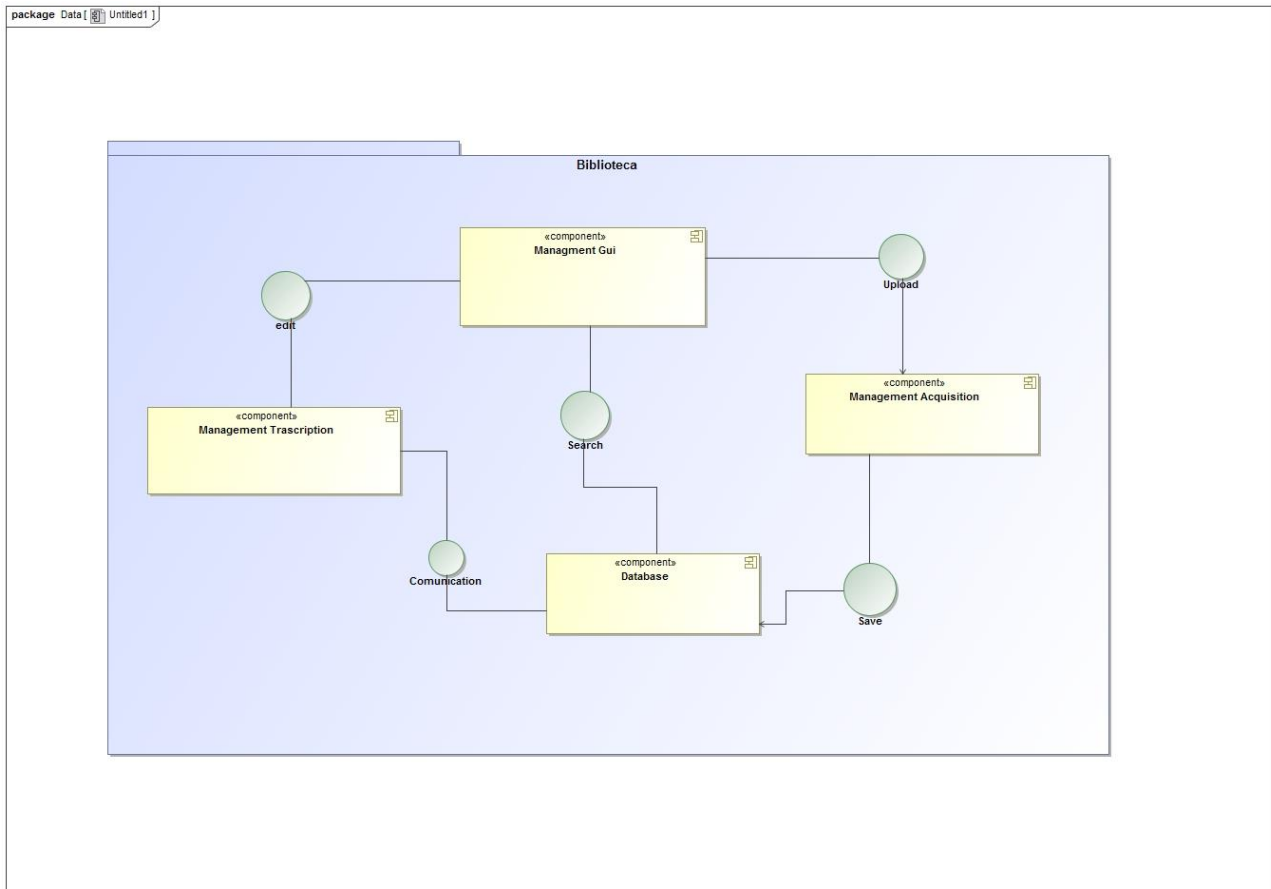 package Data [ Untitled1 ]
Biblioteca
«component»
Managment Gui
Upload
edit
«component»
Management Acquisition
«component»
Management Trascription
Search
«component»
Database
Comunication
Save